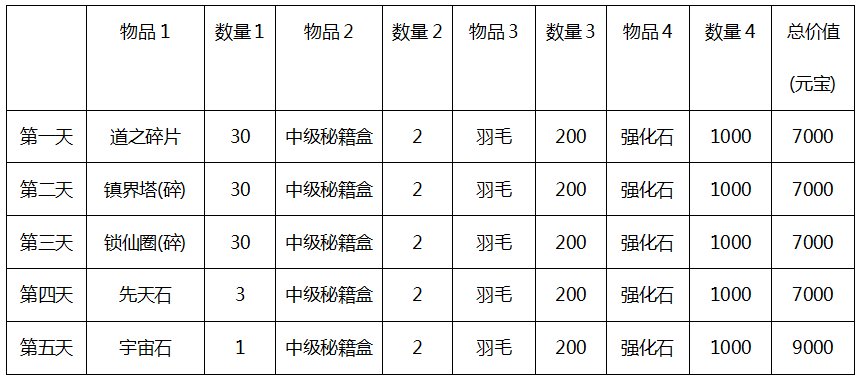 物品 1 数量 1 物品 2 数量 2 物品 3 数量 3 物品 4 数量 4 总价值
(元宝)
第一天 道之碎片 30 中级秘籍盒 2 羽毛 200 强化石 1000 7000
第二天 镇界塔(碎) 30 中级秘籍盒 2 羽毛 200 强化石 1000 7000
第三天 锁仙圈(碎) 30 中级秘籍盒 2 羽毛 200 强化石 1000 7000
第四天 先天石 3 中级秘籍盒 2 羽毛 200 强化石 1000 7000
第五天 宇宙石 1 中级秘籍盒 2 羽毛 200 强化石 1000 9000